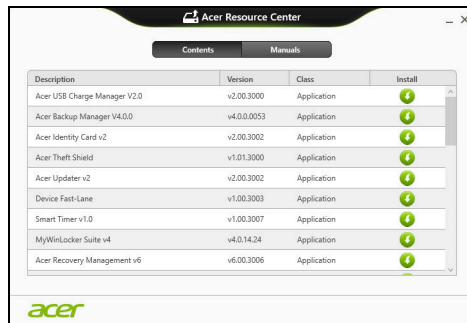 Acer Resource Center
Contents Manuals
Description Version Class Install
Acer USB Charge Manager V2.0 v2.00.3000 Application
Acer Backup Manager V4.0.0 v4.0.0.0053 Application
Acer Identity Card v2 v2.00.3002 Application
Acer Theft Shield v1.01.3000 Application
Acer Updater v2 v2.00.3002 Application
Device Fast-Lane v1.00.3003 Application
Smart Timer v1.0 v1.00.3007 Application
MyWinLocker Suite v4 v4.0.14.24 Application
Acer Recovery Management v6 v6.00.3006 Application
acer